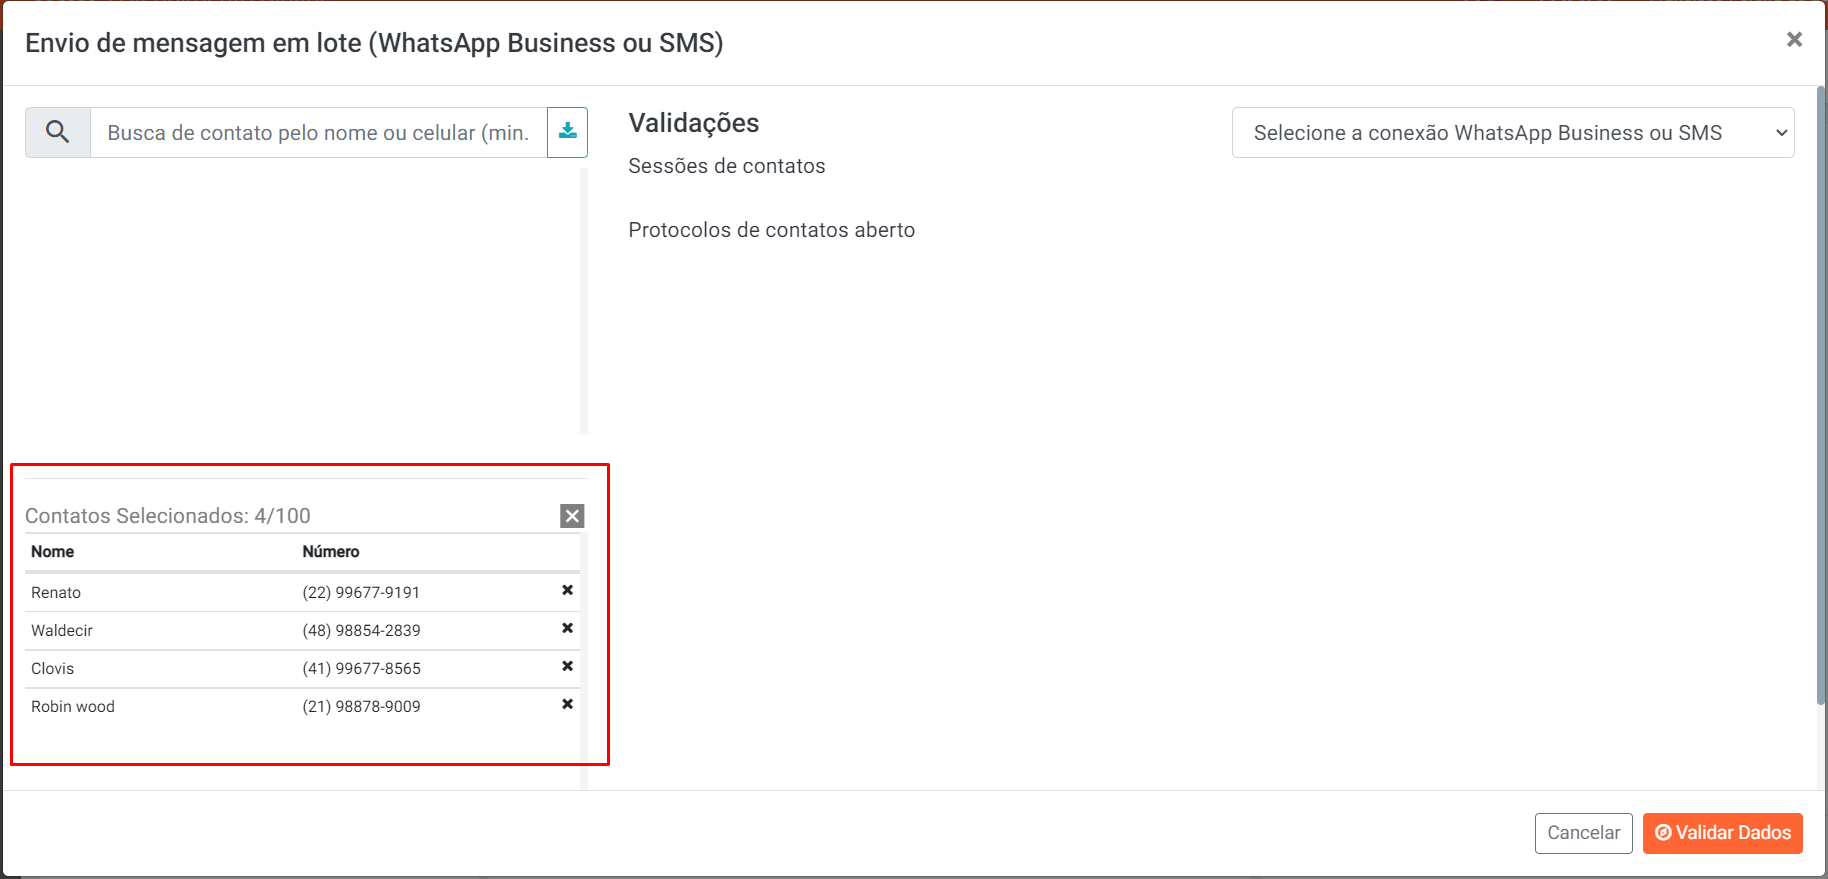 Envio de mensagem em lote (WhatsApp Business ou SMS)
Busca de contato pelo nome ou celular (min.
Validações
Sessões de contatos
Protocolos de contatos aberto
Selecione a conexão WhatsApp Business ou SMS
Contatos Selecionados: 4/100
Nome Número
Renato (22) 99677-9191
Waldecir (48) 98854-2839
Clovis (41) 99677-8565
Robin wood (21) 98878-9009
Cancelar Validar Dados